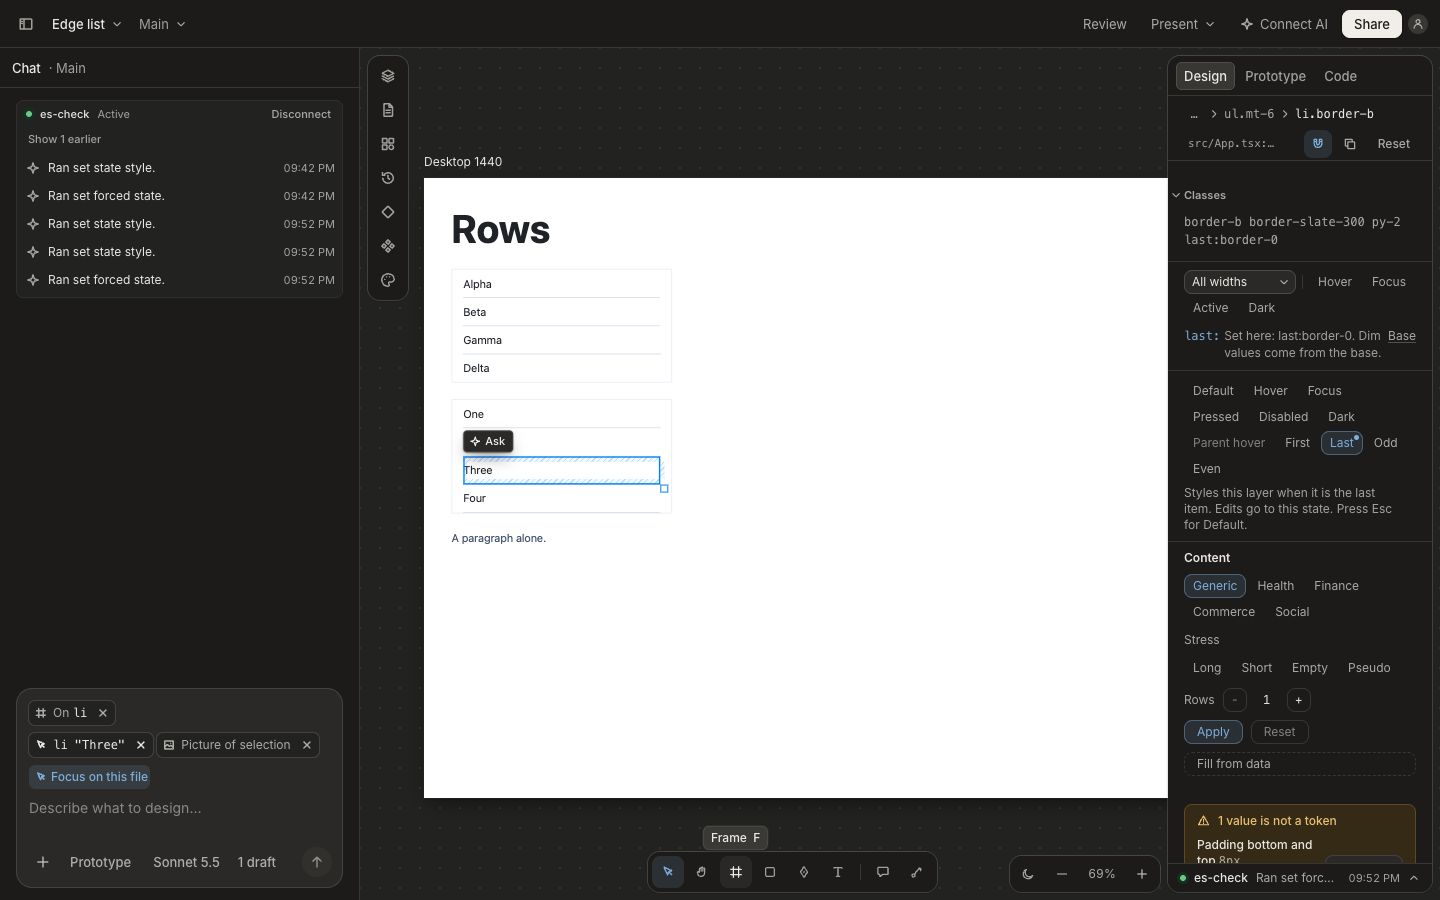 Edge list
Main
Review
Present
Connect AI
Share
Chat · Main
es-check Active Disconnect
Show 1 earlier
Ran set state style. 09:42 PM
Ran set forced state. 09:42 PM
Ran set state style. 09:52 PM
Ran set state style. 09:52 PM
Ran set forced state. 09:52 PM
On li
li "Three"
Picture of selection
Focus on this file
Describe what to design...
Prototype Sonnet 5.5 1 draft
Desktop 1440
Rows
Alpha
Beta
Gamma
Delta
One
Ask
Three
Four
A paragraph alone.
Frame F
69%
Design Prototype Code
… ul.mt-6 li.border-b
src/App.tsx:… Reset
Classes
border-b border-slate-300 py-2
last:border-0
All widths Hover Focus
Active Dark
last: Set here: last:border-0. Dim Base
values come from the base.
Default Hover Focus
Pressed Disabled Dark
Parent hover First Last Odd
Even
Styles this layer when it is the last
item. Edits go to this state. Press Esc
for Default.
Content
Generic Health Finance
Commerce Social
Stress
Long Short Empty Pseudo
Rows - 1 +
Apply Reset
Fill from data
1 value is not a token
Padding bottom and
top 8px
es-check Ran set forc… 09:52 PM